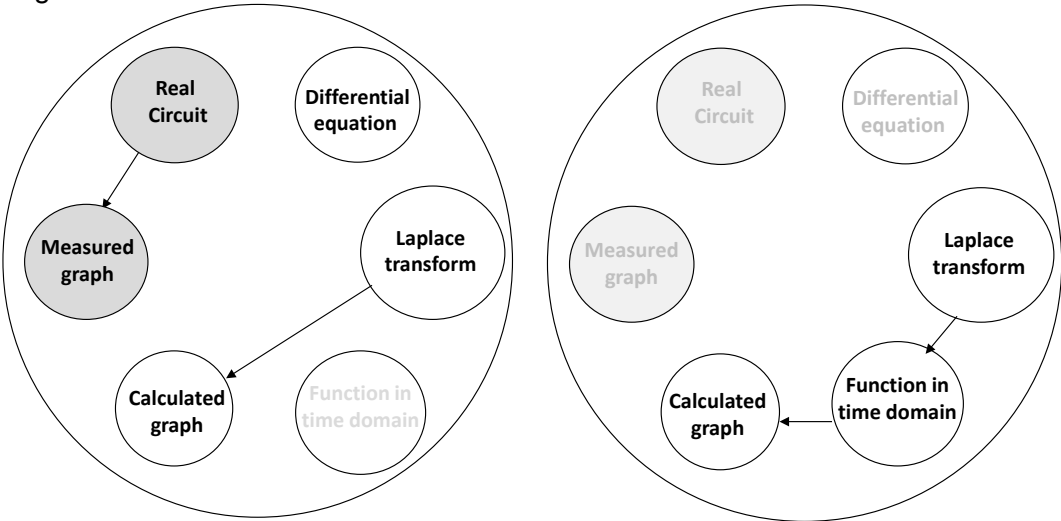 Real
Circuit
Differential
equation
Measured
graph
Laplace
transform
Calculated
graph
Function in
time domain
Real
Circuit
Differential
equation
Measured
graph
Laplace
transform
Calculated
graph
Function in
time domain